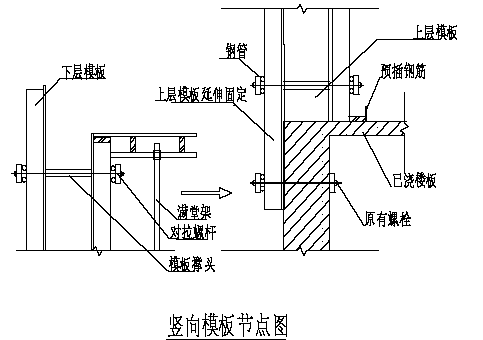 下层模板
满堂架
对拉螺杆
模板撑头
钢管
上层模板
预插钢筋
上层模板延伸固定
已浇楼板
原有螺栓
竖向模板节点图